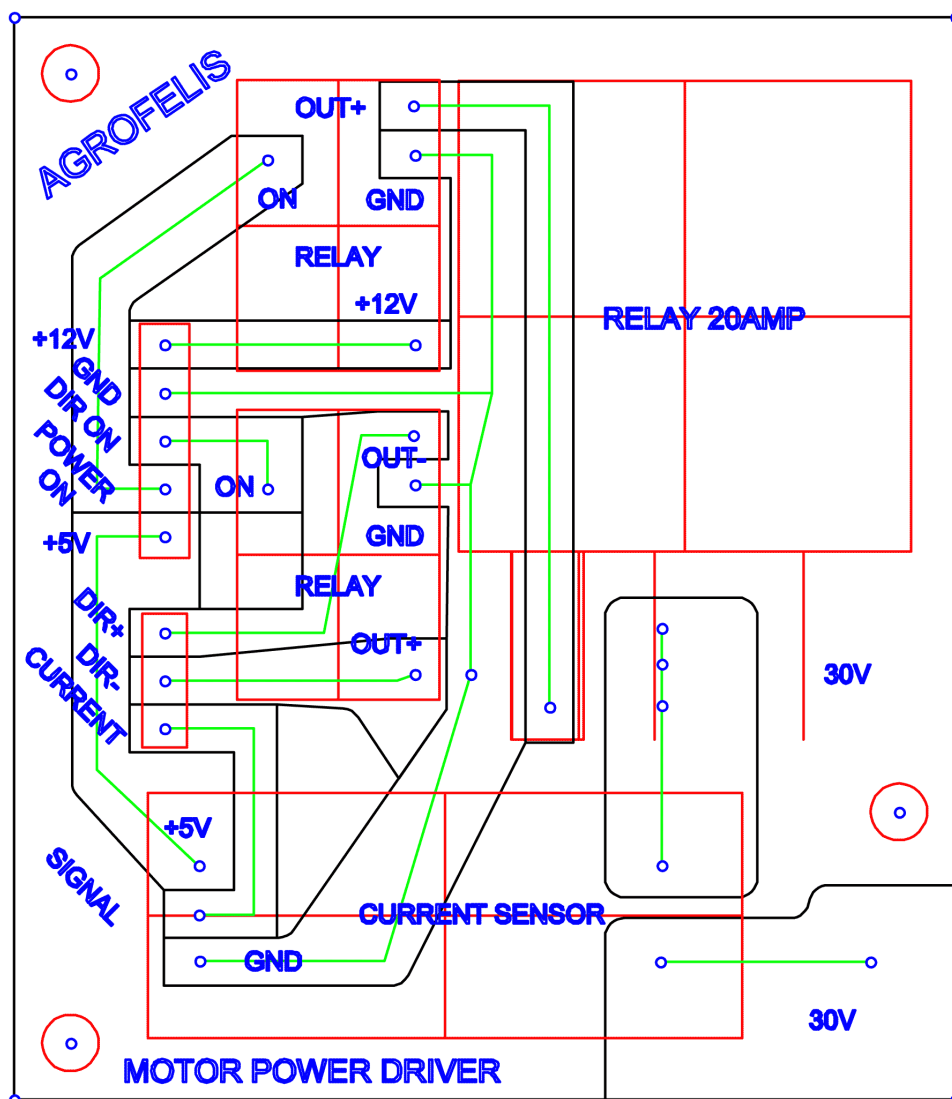 AGROFELIS
OUT+
ON
GND
RELAY
+12V
RELAY 20AMP
+12V
GND
DIR ON
POWER
ON
OUT-
ON
+5V
GND
RELAY
DIR+
OUT+
DIR-
CURRENT
30V
+5V
SIGNAL
CURRENT SENSOR
GND
30V
MOTOR POWER DRIVER